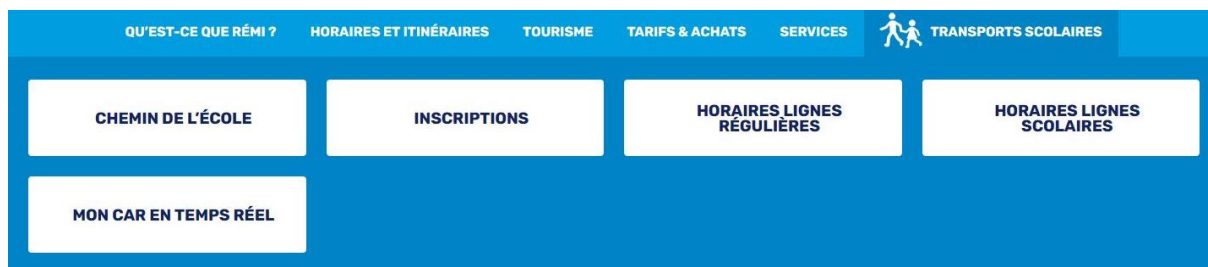 QU'EST-CE QUE RÉMI ? HORAIRES ET ITINÉRAIRES TOURISME TARIFS & ACHATS SERVICES TRANSPORTS SCOLAIRES
CHEMIN DE L'ÉCOLE
INSCRIPTIONS
HORAIRES LIGNES
RÉGULIÈRES
HORAIRES LIGNES
SCOLAIRES
MON CAR EN TEMPS RÉEL